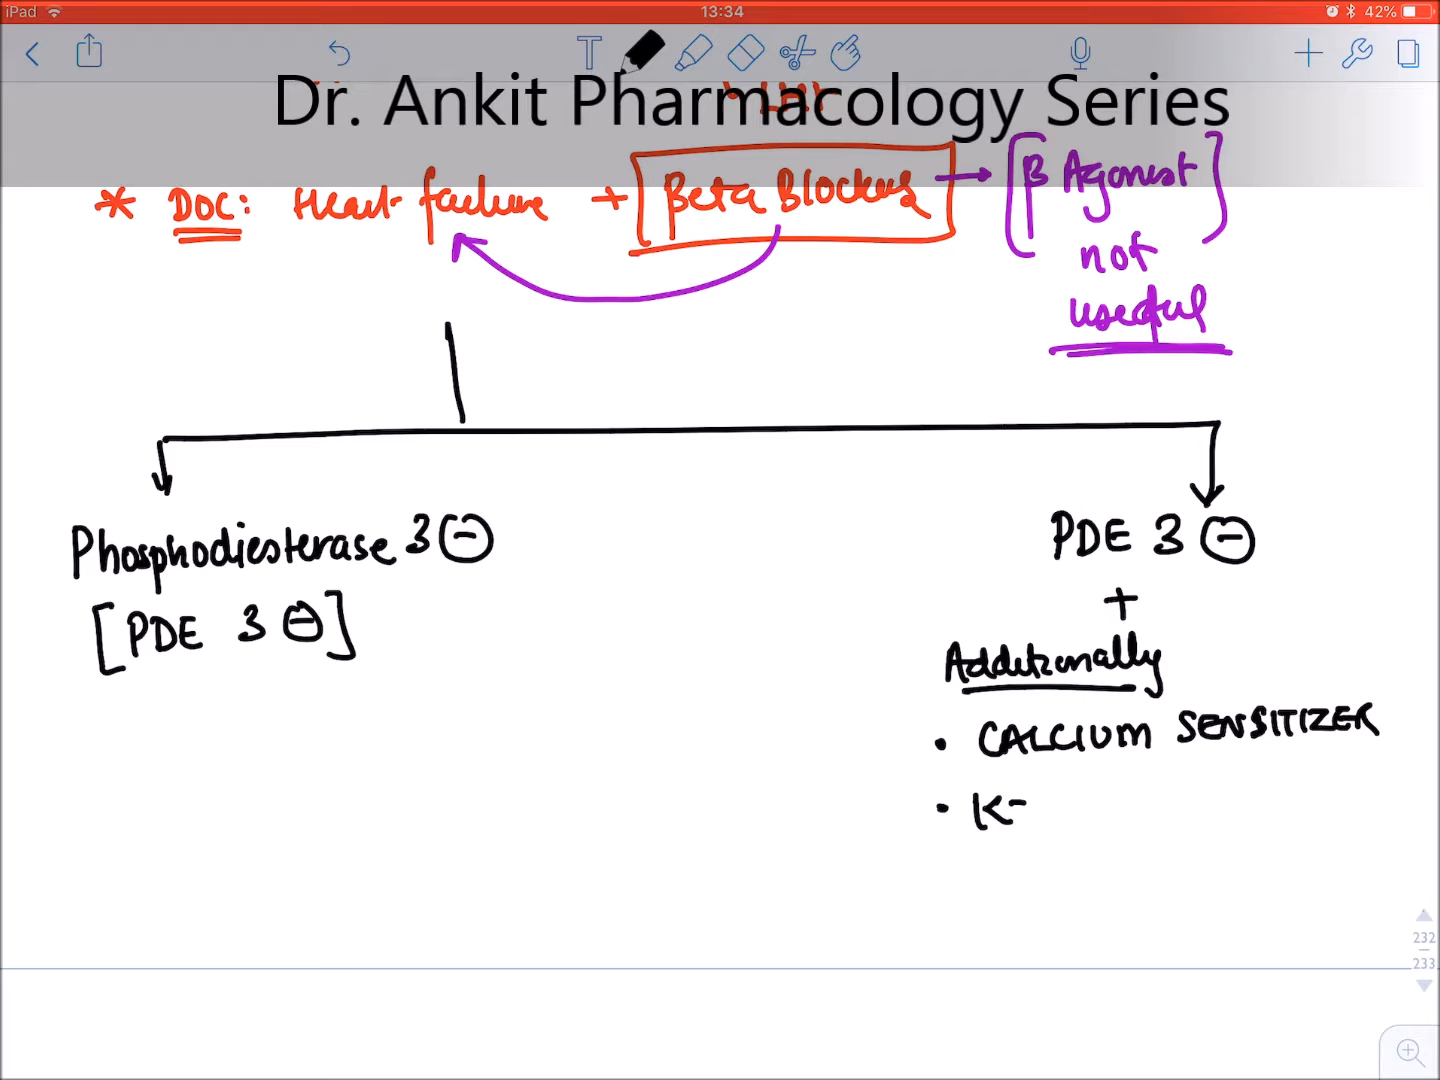 iPad 13:34 42%
Dr. Ankit Pharmacology Series
* DOC: Heart failure + Beta Blockers → [β Agonist]
not
useful
Phosphodiesterase 3 ⊖
[PDE 3 ⊖]
PDE 3 ⊖
+
Additionally
• CALCIUM SENSITIZER
• K-
232
233